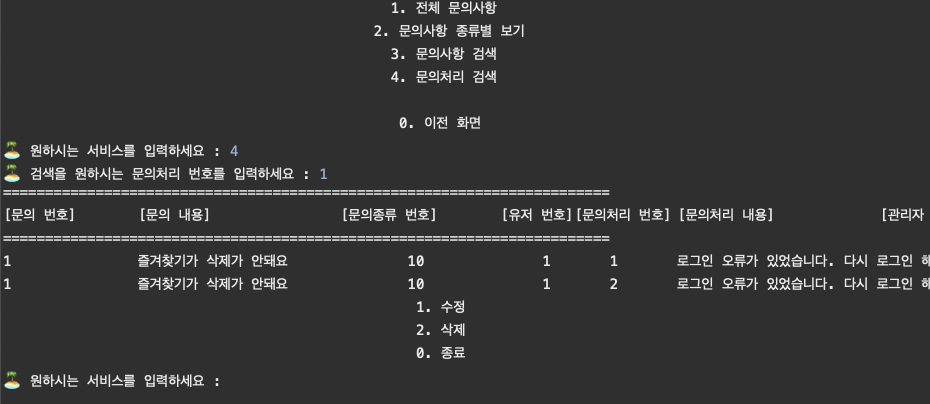 1. 전체 문의사항
2. 문의사항 종류별 보기
3. 문의사항 검색
4. 문의처리 검색
0. 이전 화면
🏝 원하시는 서비스를 입력하세요 : 4
🏝 검색을 원하시는 문의처리 번호를 입력하세요 : 1
=========================================================================
[문의 번호] [문의 내용] [문의종류 번호] [유저 번호][문의처리 번호] [문의처리 내용] [관리자
=========================================================================
1 즐겨찾기가 삭제가 안돼요 10 1 1 로그인 오류가 있었습니다. 다시 로그인 해
1 즐겨찾기가 삭제가 안돼요 10 1 2 로그인 오류가 있었습니다. 다시 로그인 해
1. 수정
2. 삭제
0. 종료
🏝 원하시는 서비스를 입력하세요 :